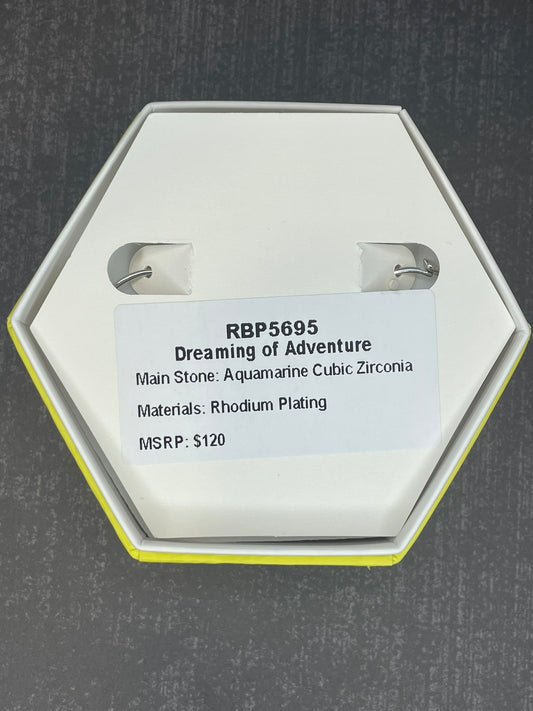 RBP5695
Dreaming of Adventure
Main Stone: Aquamarine Cubic Zirconia
Materials: Rhodium Plating
MSRP: $120